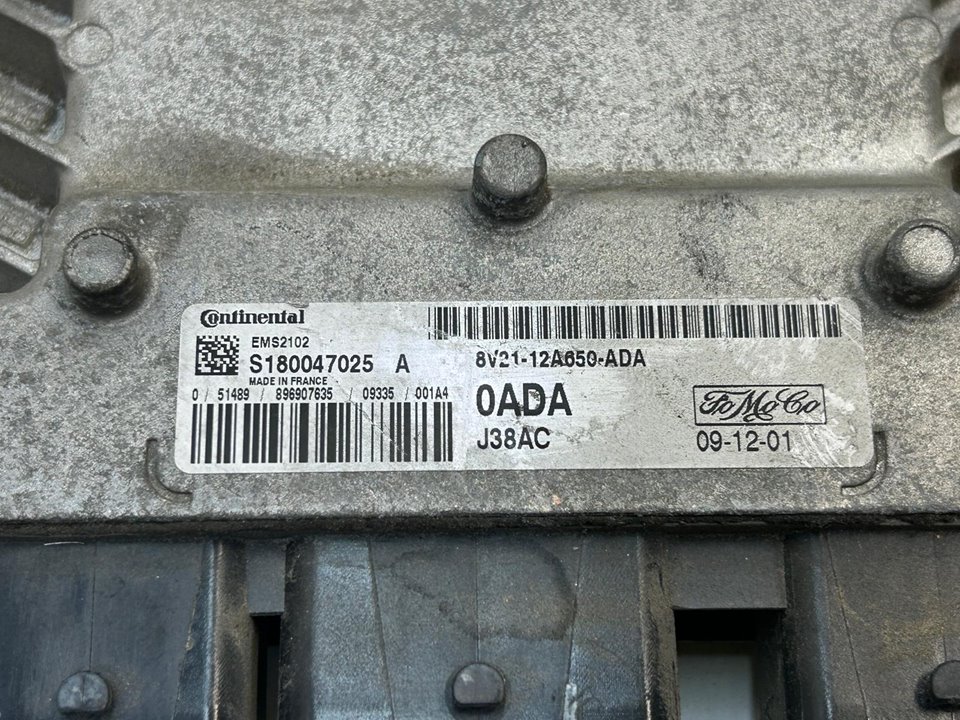 Continental
EMS2102
S180047025 A
MADE IN FRANCE
0 / 51489 / 896907635 / 09335 / 001A4
8V21-12A650-ADA
0ADA
FoMoCo
J38AC
09-12-01